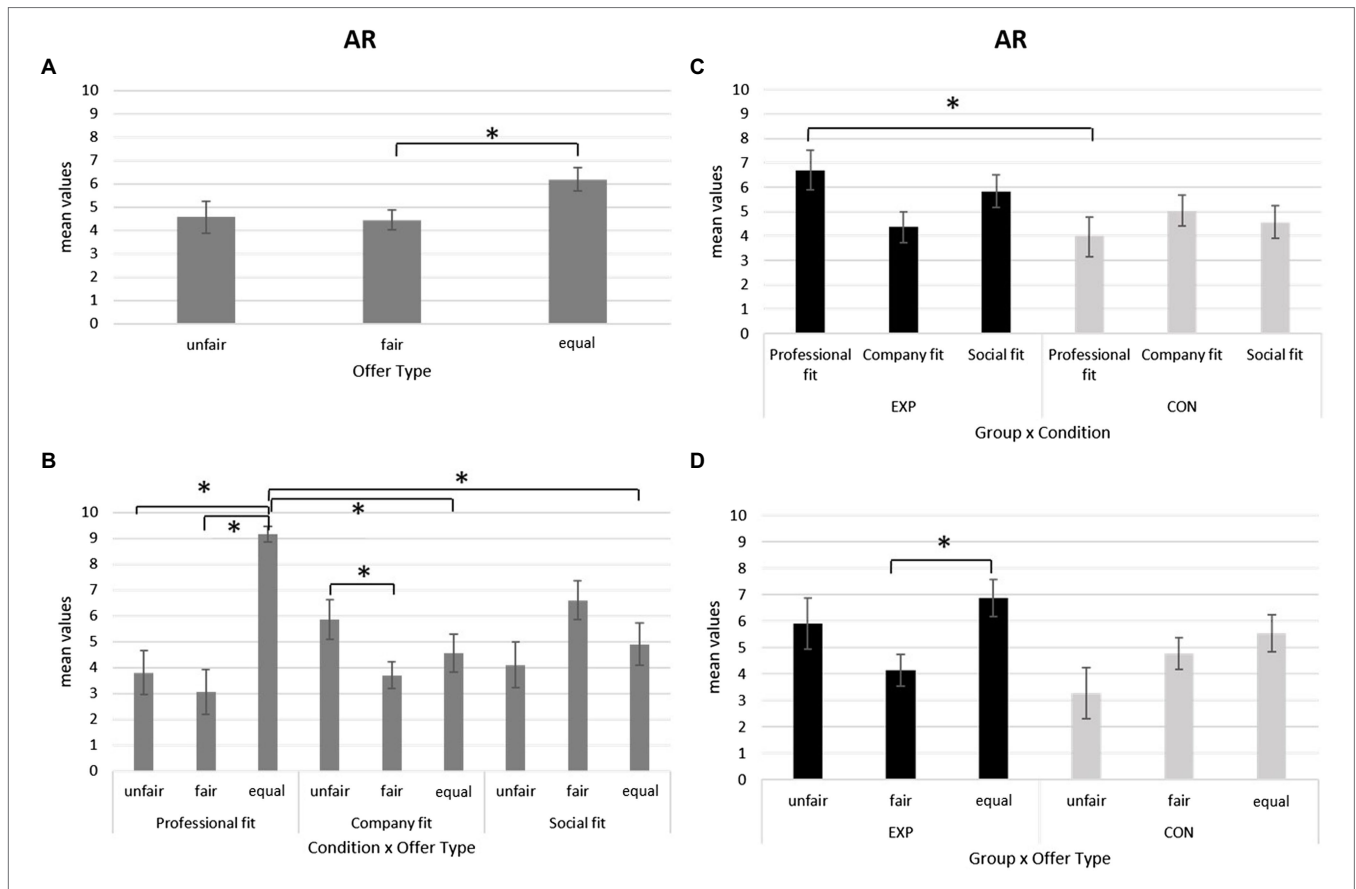 AR
A
10
9
8
7
6
5
4
3
2
1
0
mean values
*
unfair fair equal
Offer Type
B
10
9
8
7
6
5
4
3
2
1
0
mean values
*
*
*
*
*
unfair fair equal unfair fair equal unfair fair equal
Professional fit Company fit Social fit
Condition x Offer Type
AR
C
10
9
8
7
6
5
4
3
2
1
0
mean values
*
Professional Company fit Social fit Professional Company fit Social fit
fit fit
EXP CON
Group x Condition
D
10
9
8
7
6
5
4
3
2
1
0
mean values
*
unfair fair equal unfair fair equal
EXP CON
Group x Offer Type